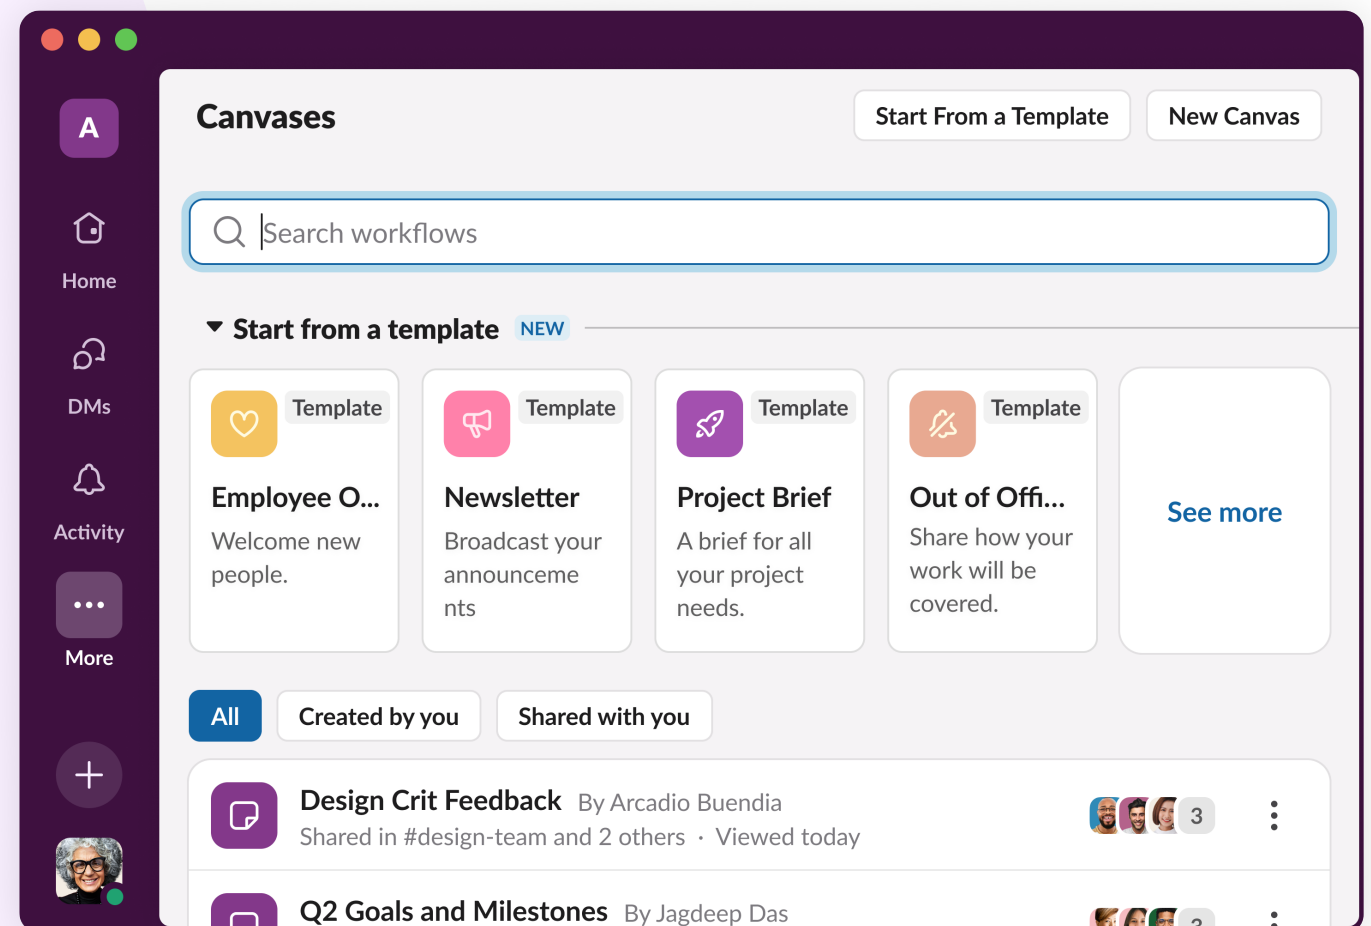 A
Canvases
Start From a Template
New Canvas
Search workflows
Home
Start from a template NEW
DMs
Template
Template
Template
Template
Employee O...
Newsletter
Project Brief
Out of Offi...
Welcome new
people.
Broadcast your
announceme
nts
A brief for all
your project
needs.
Share how your
work will be
covered.
See more
Activity
More
All
Created by you
Shared with you
Design Crit Feedback By Arcadio Buendia
Shared in #design-team and 2 others · Viewed today
3
Q2 Goals and Milestones By Jagdeep Das